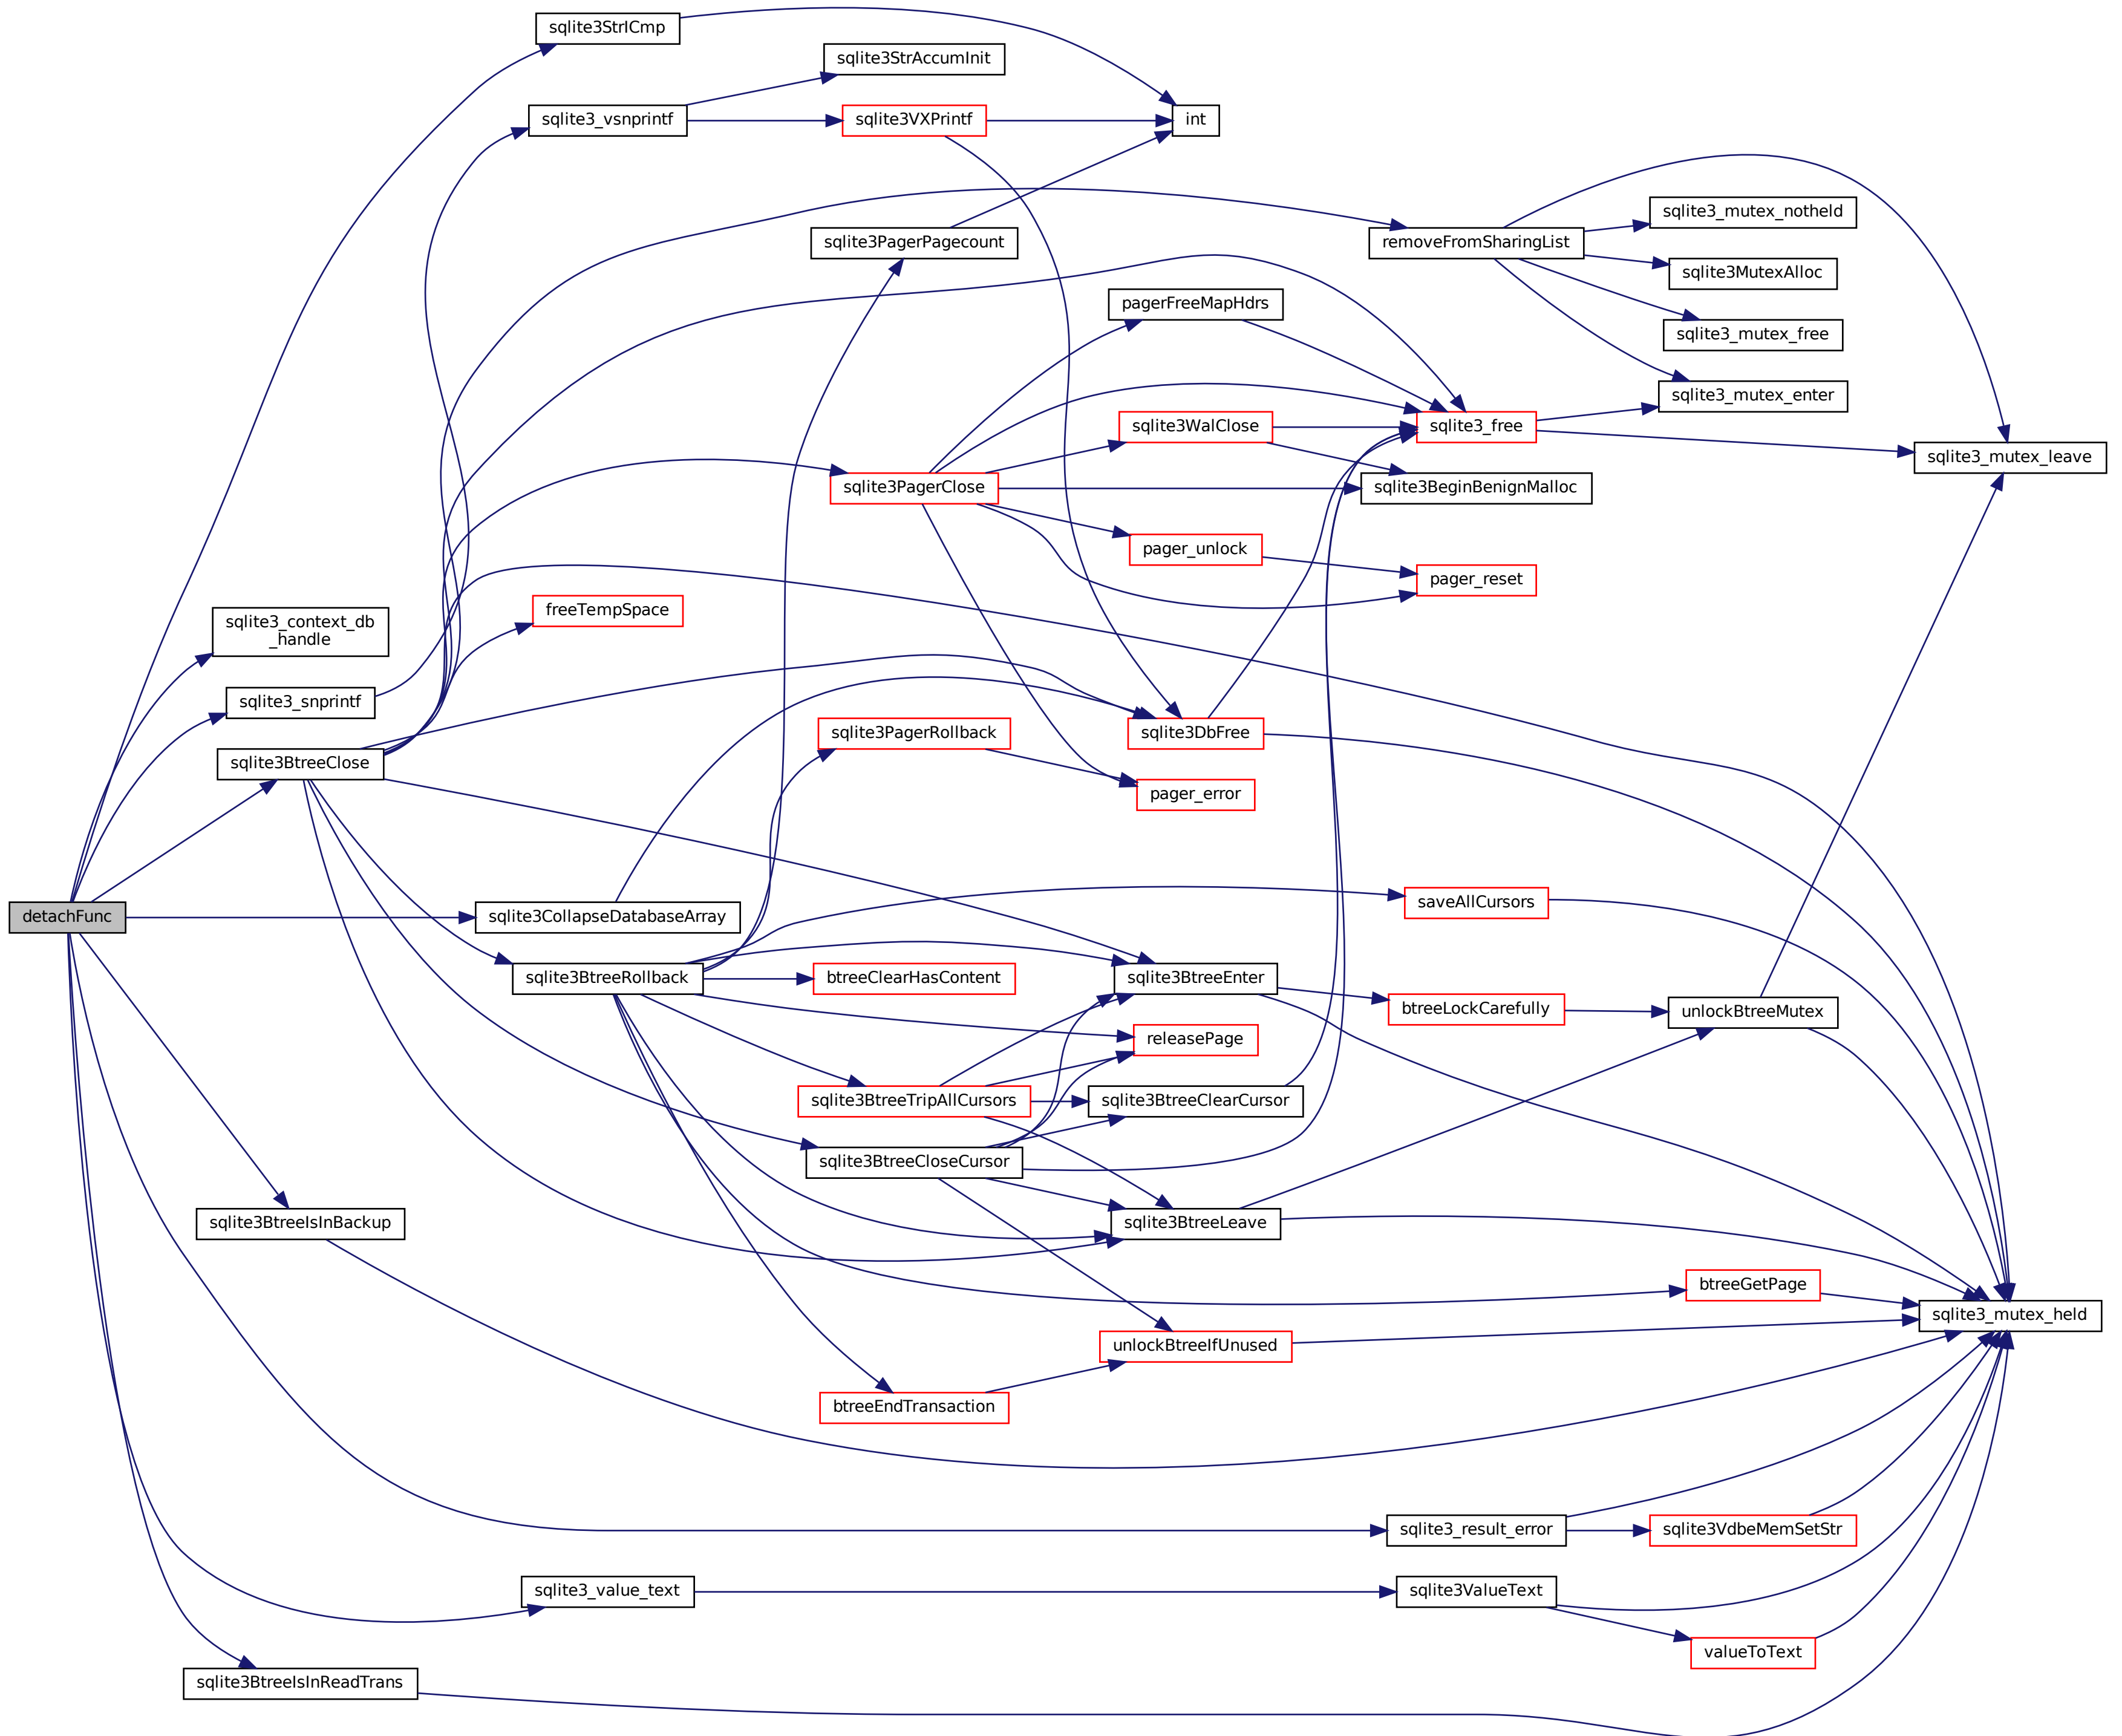 sqlite3StrICmp
sqlite3StrAccumInit
sqlite3_vsnprintf
sqlite3VXPrintf
int
sqlite3_mutex_notheld
sqlite3PagerPagecount
removeFromSharingList
sqlite3MutexAlloc
pagerFreeMapHdrs
sqlite3_mutex_free
sqlite3_mutex_enter
sqlite3WalClose
sqlite3_free
sqlite3_mutex_leave
sqlite3PagerClose
sqlite3BeginBenignMalloc
pager_unlock
pager_reset
freeTempSpace
sqlite3_context_db
_handle
sqlite3_snprintf
sqlite3PagerRollback
sqlite3DbFree
sqlite3BtreeClose
pager_error
saveAllCursors
detachFunc
sqlite3CollapseDatabaseArray
sqlite3BtreeRollback
btreeClearHasContent
sqlite3BtreeEnter
btreeLockCarefully
unlockBtreeMutex
releasePage
sqlite3BtreeTripAllCursors
sqlite3BtreeClearCursor
sqlite3BtreeCloseCursor
sqlite3BtreeIsInBackup
sqlite3BtreeLeave
btreeGetPage
sqlite3_mutex_held
unlockBtreeIfUnused
btreeEndTransaction
sqlite3_result_error
sqlite3VdbeMemSetStr
sqlite3_value_text
sqlite3ValueText
valueToText
sqlite3BtreeIsInReadTrans